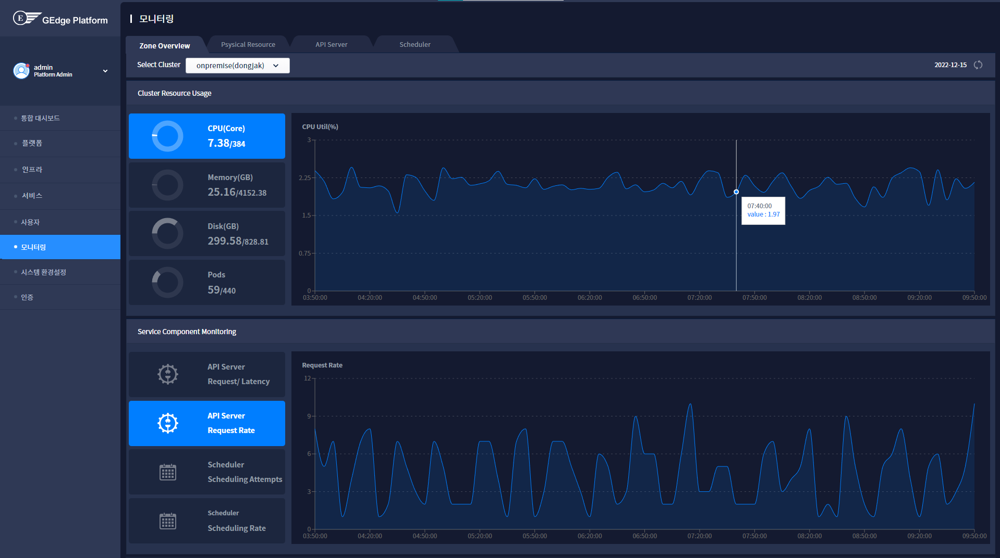 E
GEdge Platform
admin
Platform Admin
통합 대시보드
플랫폼
인프라
서비스
사용자
모니터링
시스템 환경설정
인증
모니터링
Zone Overview
Psysical Resource
API Server
Scheduler
Select Cluster
onpremise(dongjak)
2022-12-15
Cluster Resource Usage
CPU(Core)
7.38/384
Memory(GB)
25.16/4152.38
Disk(GB)
299.58/828.81
Pods
59/440
CPU Util(%)
3
2.25
1.5
0.75
0
03:50:00 04:20:00 04:50:00 05:20:00 05:50:00 06:20:00 06:50:00 07:20:00 07:50:00 08:20:00 08:50:00 09:20:00 09:50:00
07:40:00
value : 1.97
Service Component Monitoring
API Server
Request/ Latency
API Server
Request Rate
Scheduler
Scheduling Attempts
Scheduler
Scheduling Rate
Request Rate
12
9
6
3
0
03:50:00 04:20:00 04:50:00 05:20:00 05:50:00 06:20:00 06:50:00 07:20:00 07:50:00 08:20:00 08:50:00 09:20:00 09:50:00